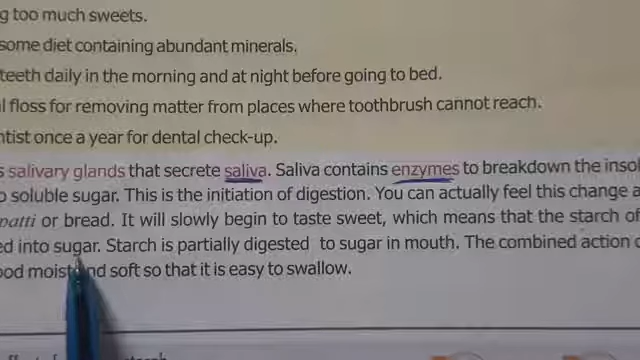 g too much sweets.
some diet containing abundant minerals.
teeth daily in the morning and at night before going to bed.
l floss for removing matter from places where toothbrush cannot reach.
ntist once a year for dental check-up.
s salivary glands that secrete saliva. Saliva contains enzymes to breakdown the insol
o soluble sugar. This is the initiation of digestion. You can actually feel this change a
patti or bread. It will slowly begin to taste sweet, which means that the starch of
ed into sugar. Starch is partially digested to sugar in mouth. The combined action
ood moist and soft so that it is easy to swallow.